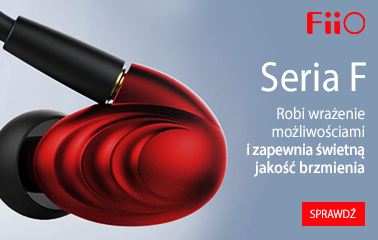 FiiO
Seria F
Robi wrażenie
możliwościami
i zapewnia świetną
jakość brzmienia
SPRAWDŹ